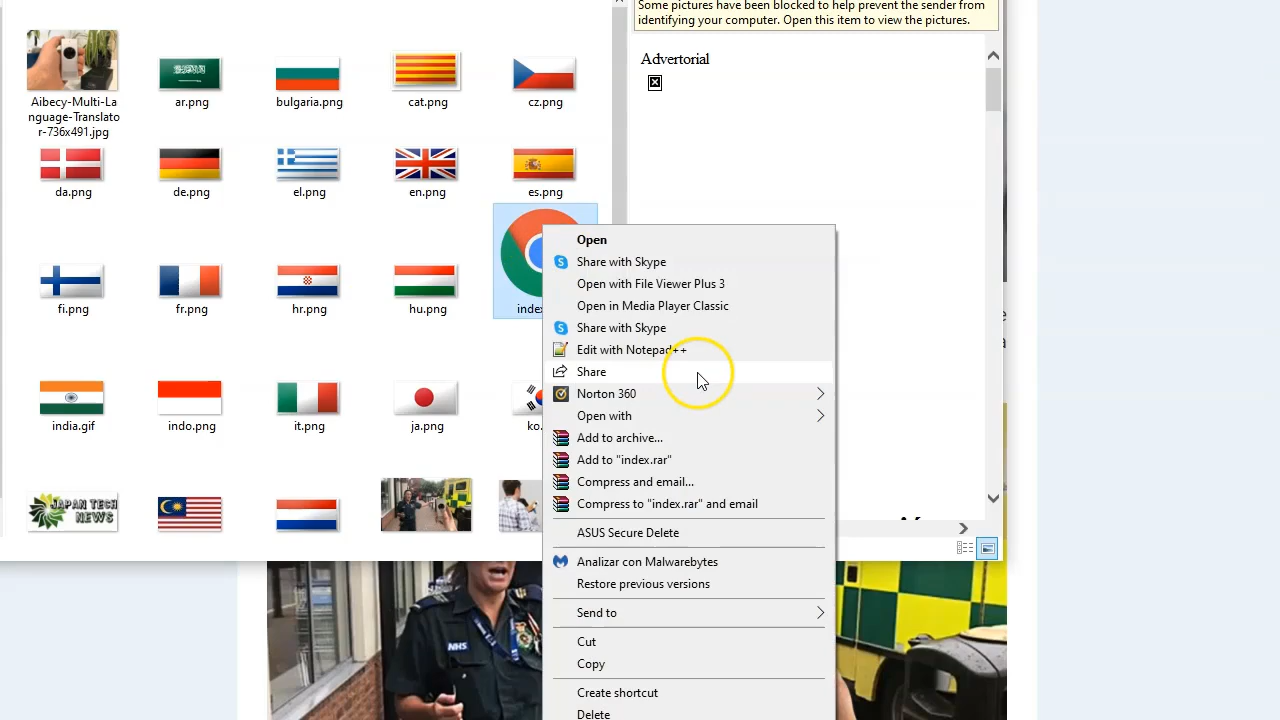 Some pictures have been blocked to help prevent the sender from
identifying your computer. Open this item to view the pictures.
Advertorial
Aibecy-Multi-La
nguage-Translat
or-736x491.jpg
ar.png
bulgaria.png
cat.png
cz.png
da.png
de.png
el.png
en.png
es.png
fi.png
fr.png
hr.png
hu.png
index
india.gif
indo.png
it.png
ja.png
ko.
JAPAN TECH
NEWS
Open
Share with Skype
Open with File Viewer Plus 3
Open in Media Player Classic
Share with Skype
Edit with Notepad++
Share
Norton 360
Open with
Add to archive...
Add to "index.rar"
Compress and email...
Compress to "index.rar" and email
ASUS Secure Delete
Analizar con Malwarebytes
Restore previous versions
Send to
Cut
Copy
Create shortcut
Delete
NHS